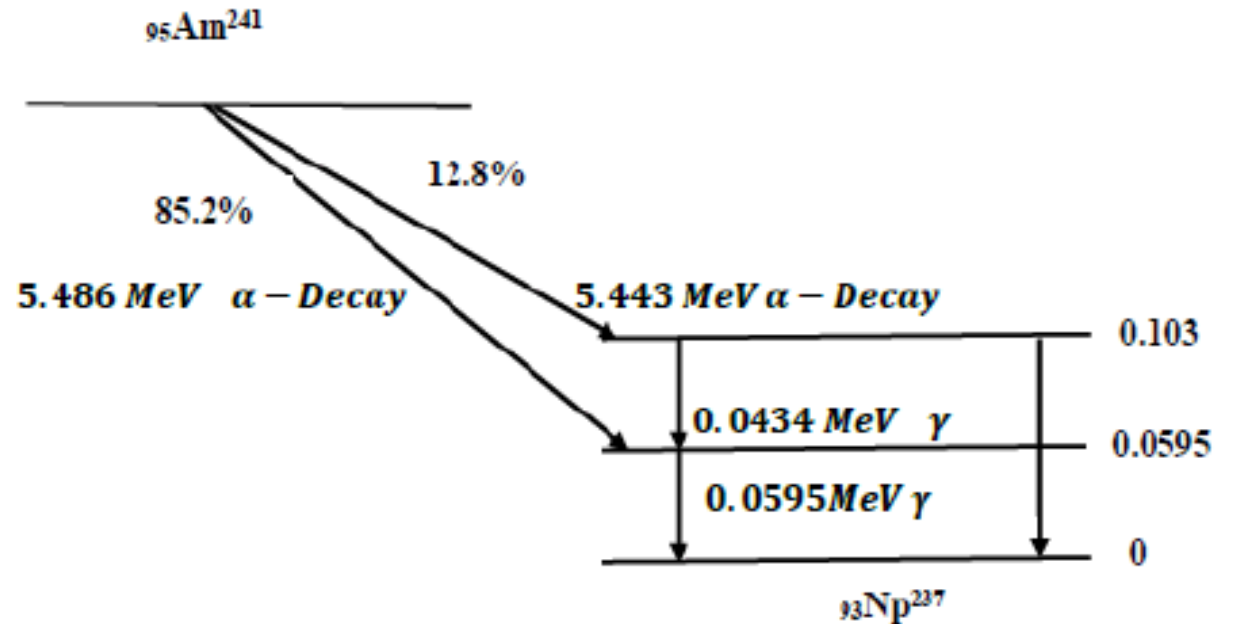 ₉₅Am²⁴¹
12.8%
85.2%
5.486 MeV α − Decay
5.443 MeV α − Decay
0.103
0.0434 MeV γ
0.0595
0.0595MeV γ
0
₉₃Np²³⁷